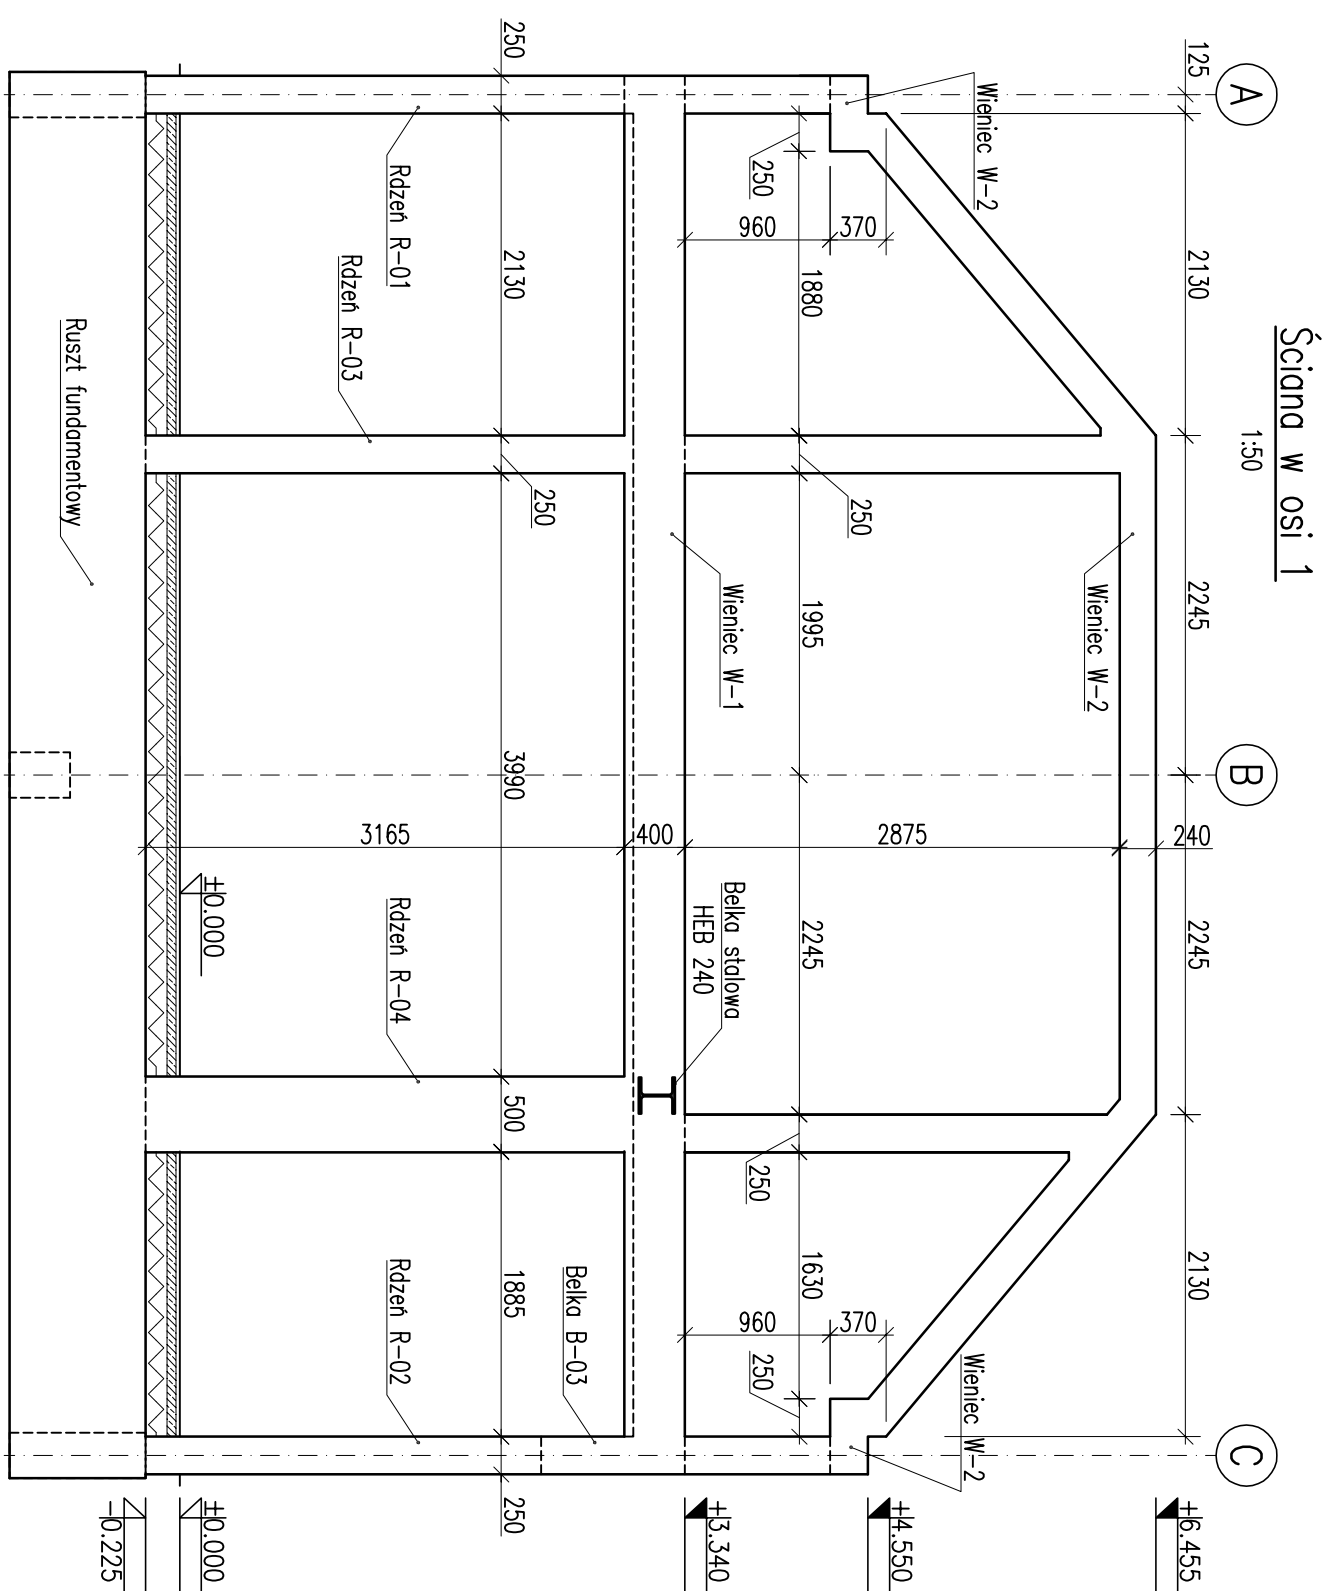 Ściana w osi 1
1:50
A
B
C
125
2130
2245
2245
2130
240
Wieniec W-2
Wieniec W-2
Wieniec W-2
250
960
370
1880
250
1995
2245
250
1630
960
370
250
2875
400
3165
Wieniec W-1
Belka stalowa
HEB 240
250
2130
250
3990
500
1885
250
Rdzeń R-01
Rdzeń R-03
Rdzeń R-04
Rdzeń R-02
Belka B-03
±0.000
Ruszt fundamentowy
+6.455
+4.550
+3.340
±0.000
-0.225